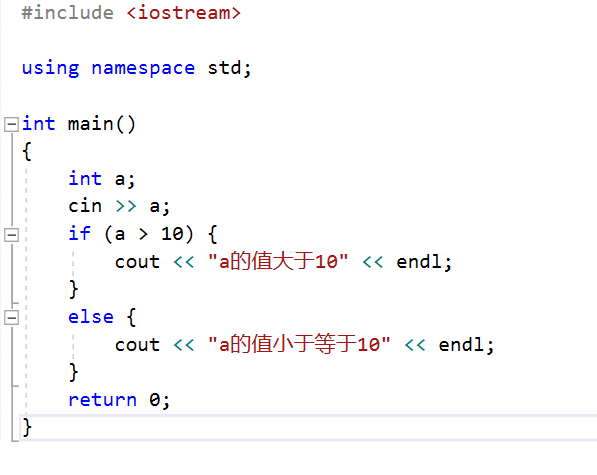 #include <iostream>
using namespace std;
int main()
{
int a;
cin >> a;
if (a > 10) {
cout << "a的值大于10" << endl;
}
else {
cout << "a的值小于等于10" << endl;
}
return 0;
}